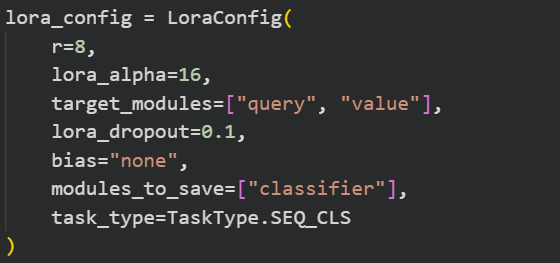 lora_config = LoraConfig(
    r=8,
    lora_alpha=16,
    target_modules=["query", "value"],
    lora_dropout=0.1,
    bias="none",
    modules_to_save=["classifier"],
    task_type=TaskType.SEQ_CLS
)